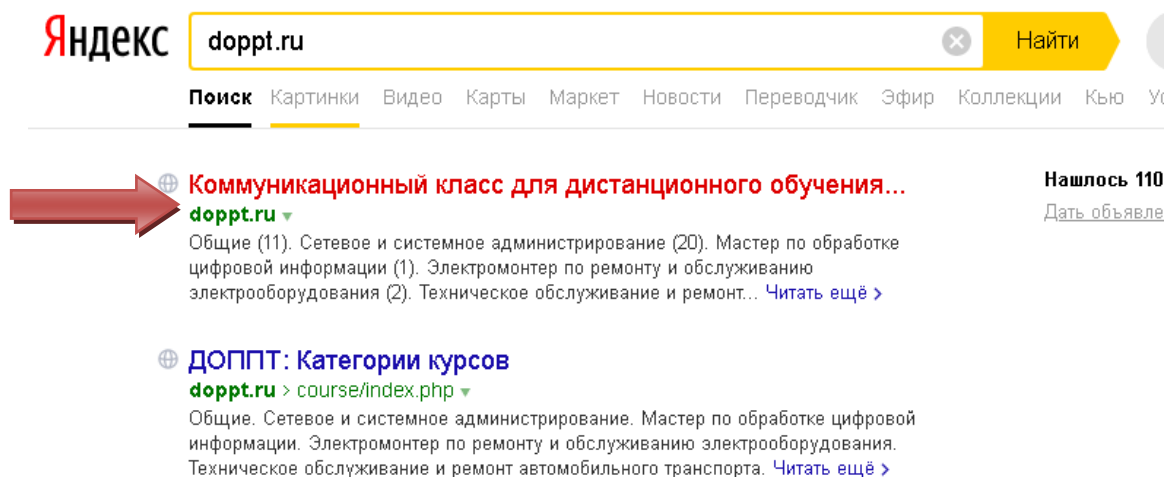 Яндекс doppt.ru Найти
Поиск Картинки Видео Карты Маркет Новости Переводчик Эфир Коллекции Кью
Коммуникационный класс для дистанционного обучения...
doppt.ru
Общие (11). Сетевое и системное администрирование (20). Мастер по обработке
цифровой информации (1). Электромонтер по ремонту и обслуживанию
электрооборудования (2). Техническое обслуживание и ремонт... Читать ещё >
Нашлось 110
Дать объявле
ДОППТ: Категории курсов
doppt.ru > course/index.php
Общие. Сетевое и системное администрирование. Мастер по обработке цифровой
информации. Электромонтер по ремонту и обслуживанию электрооборудования.
Техническое обслуживание и ремонт автомобильного транспорта. Читать ещё >